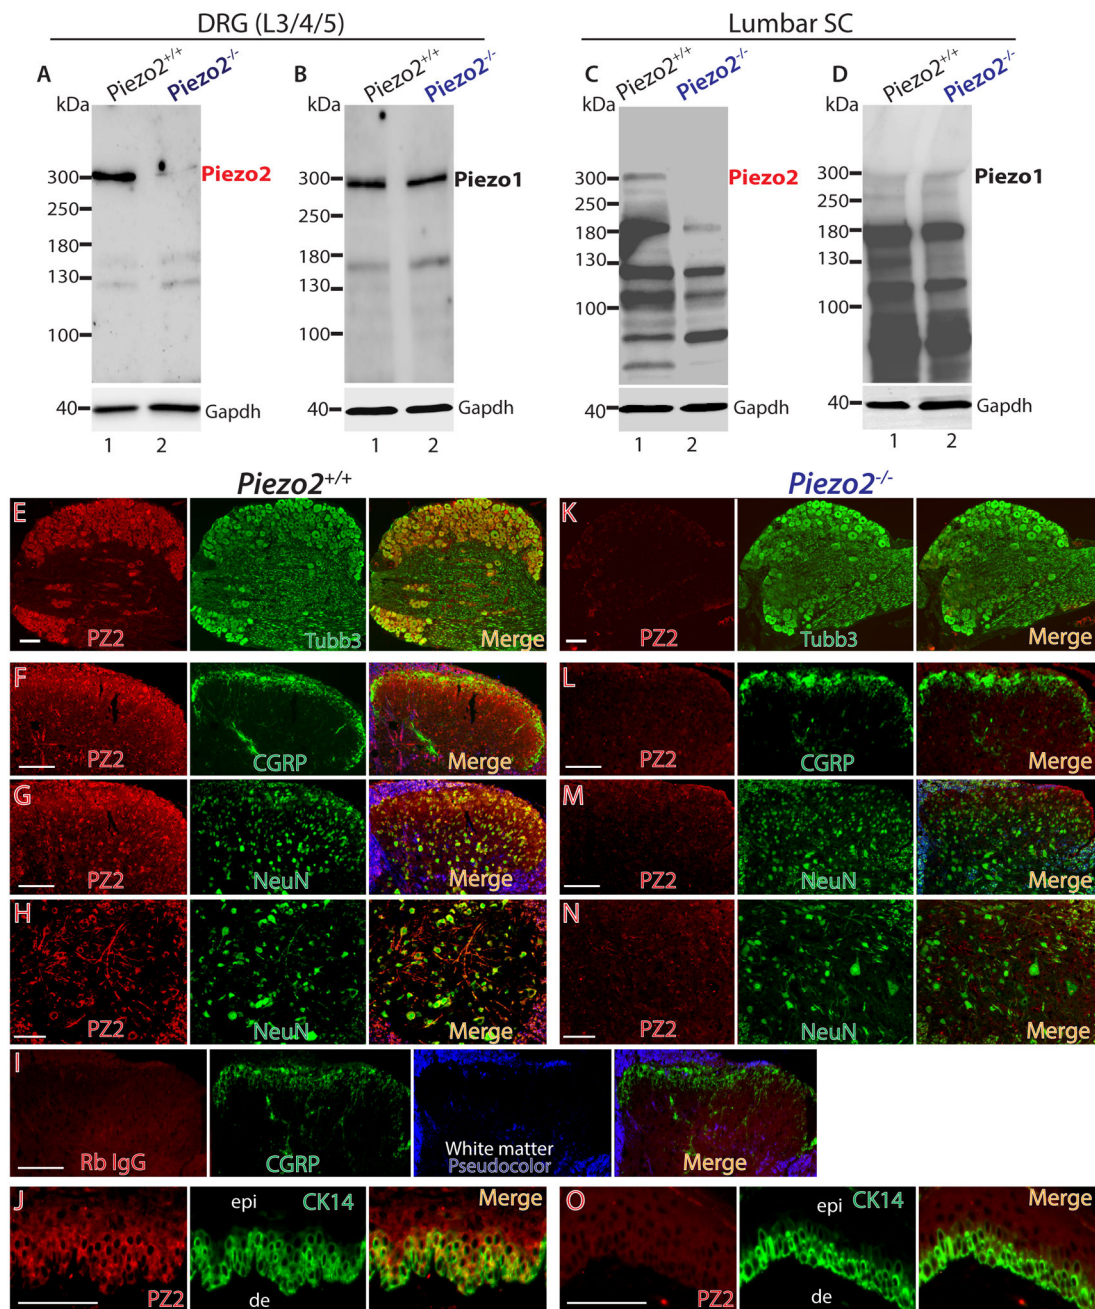 DRG (L3/4/5)
Lumbar SC
A
Piezo2+/+
Piezo2-/-
B
Piezo2+/+
Piezo2-/-
C
Piezo2+/+
Piezo2-/-
D
Piezo2+/+
Piezo2-/-
kDa
300
250
180
130
100
40
Piezo2
Gapdh
1 2
kDa
300
250
180
130
100
40
Piezo1
Gapdh
1 2
kDa
300
250
180
130
100
40
Piezo2
Gapdh
1 2
kDa
300
250
180
130
100
40
Piezo1
Gapdh
1 2
Piezo2+/+
Piezo2-/-
E PZ2 Tubb3 Merge
K PZ2 Tubb3 Merge
F PZ2 CGRP Merge
L PZ2 CGRP Merge
G PZ2 NeuN Merge
M PZ2 NeuN Merge
H PZ2 NeuN Merge
N PZ2 NeuN Merge
I Rb IgG CGRP White matter
Pseudocolor Merge
J PZ2 epi CK14 de Merge
O PZ2 epi CK14 de Merge